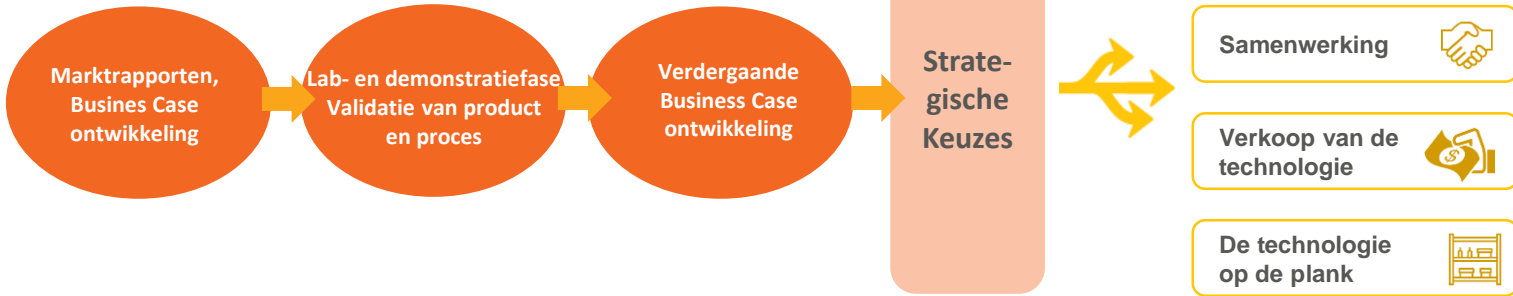 Marktrapporten,
Busines Case
ontwikkeling
Lab- en demonstratiefase
Validatie van product
en proces
Verdergaande
Business Case
ontwikkeling
Strate-
gische
Keuzes
Samenwerking
Verkoop van de
technologie
$
De technologie
op de plank